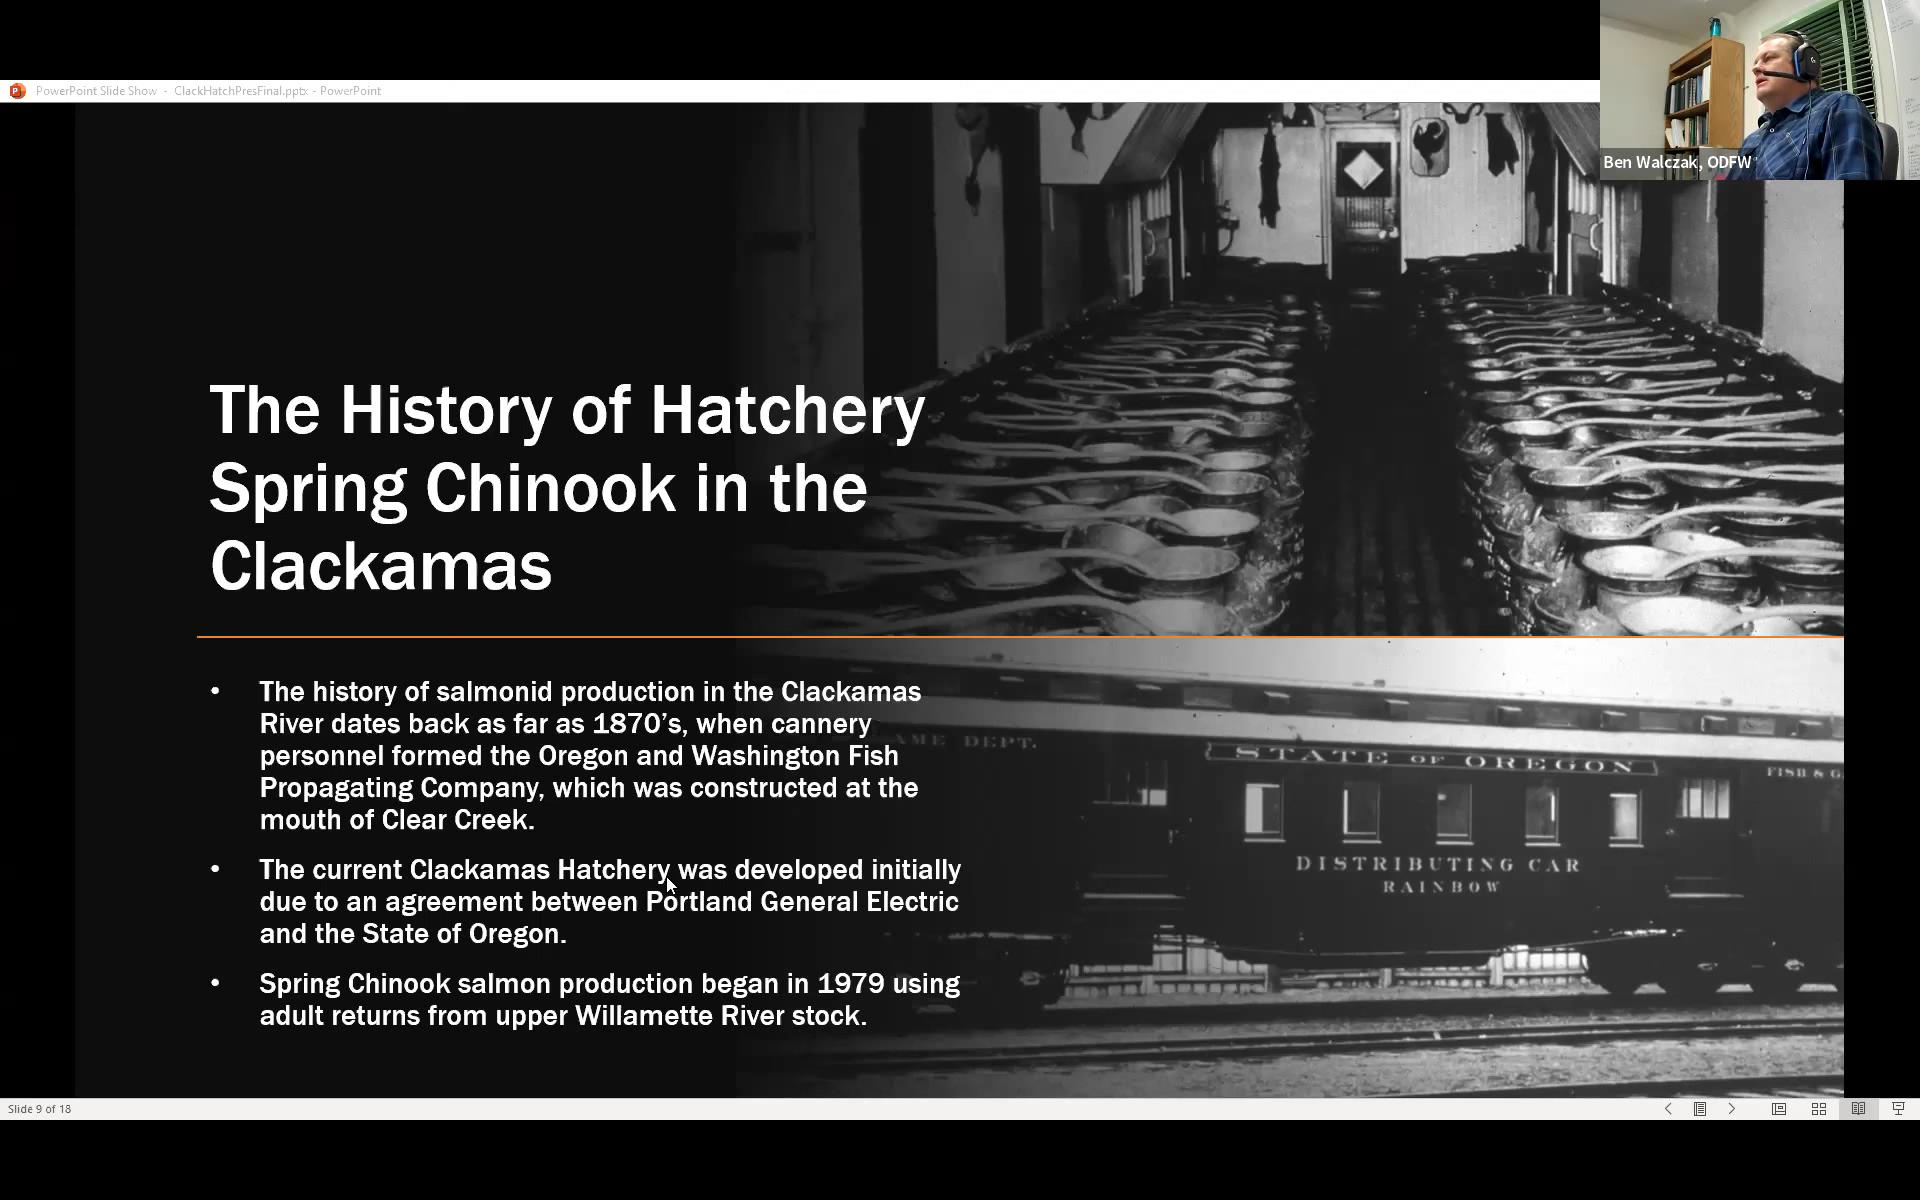 PowerPoint Slide Show - ClackHatchPresFinal.pptx - PowerPoint
Ben Walczak, ODFW
The History of Hatchery
Spring Chinook in the
Clackamas
• The history of salmonid production in the Clackamas
River dates back as far as 1870's, when cannery
personnel formed the Oregon and Washington Fish
Propagating Company, which was constructed at the
mouth of Clear Creek.
• The current Clackamas Hatchery was developed initially
due to an agreement between Portland General Electric
and the State of Oregon.
• Spring Chinook salmon production began in 1979 using
adult returns from upper Willamette River stock.
AME DEPT.
STATE OF OREGON
FISH & G
DISTRIBUTING CAR
RAINBOW
Slide 9 of 18